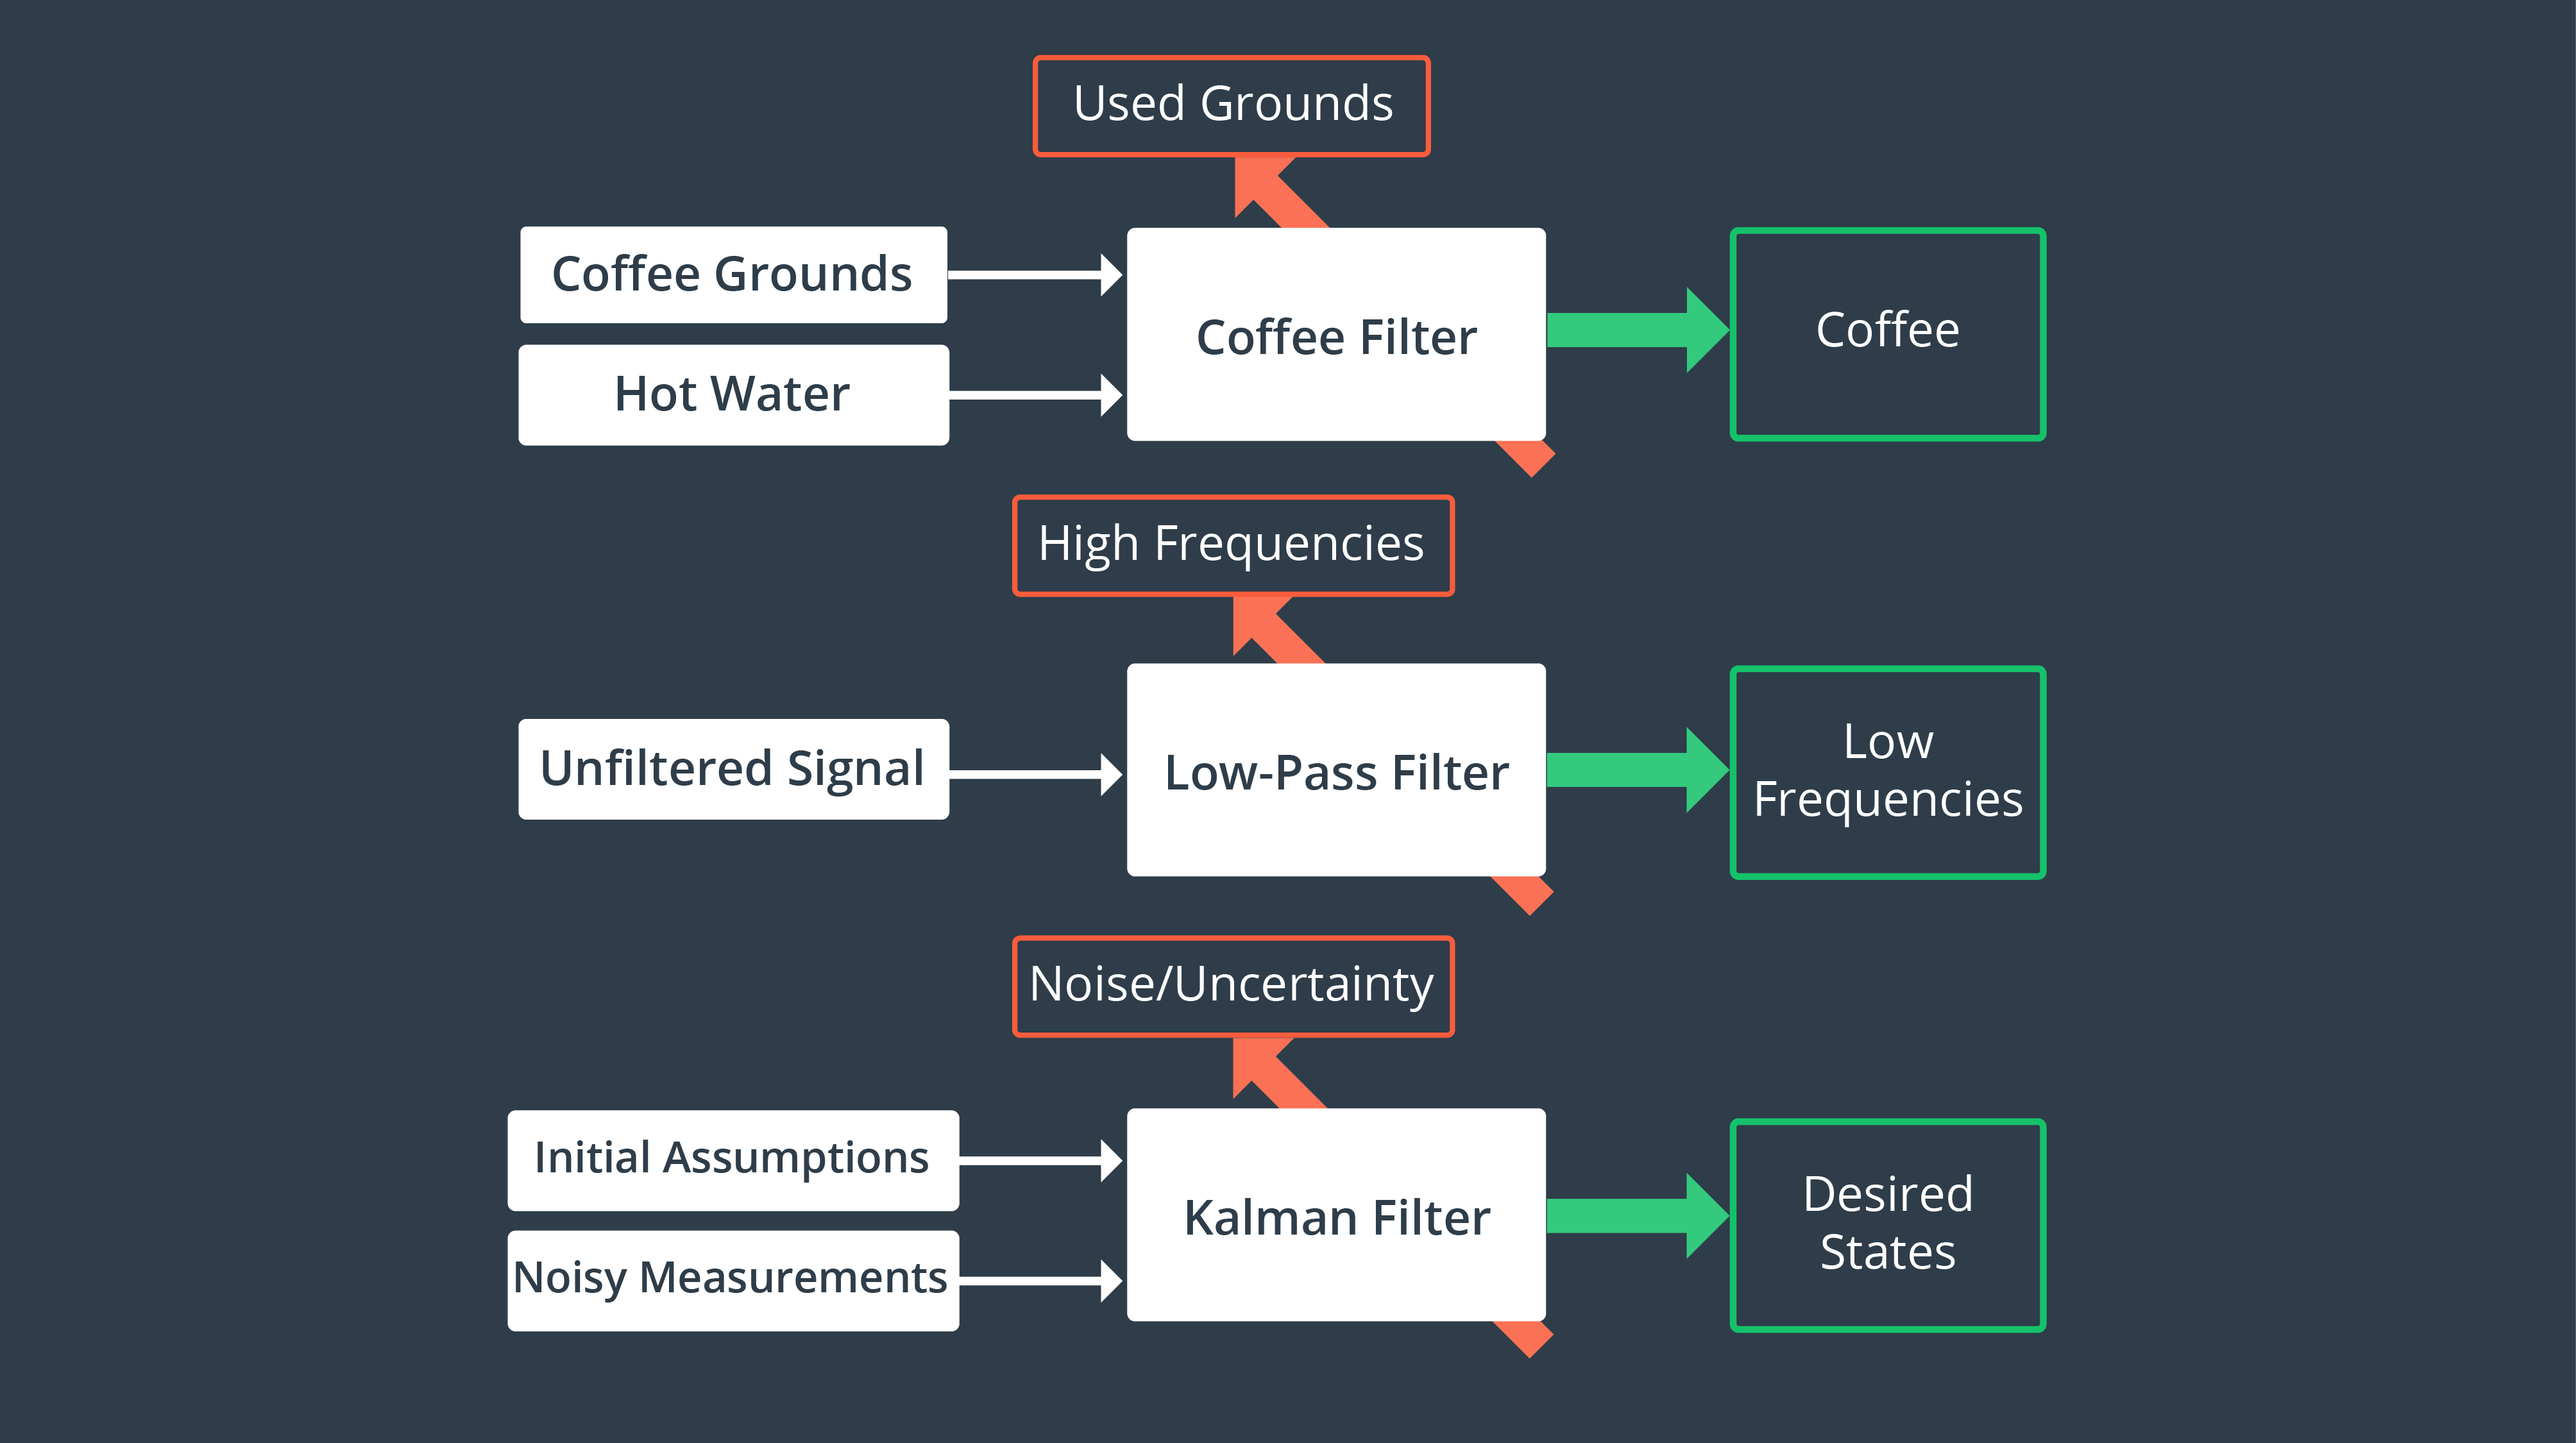 Used Grounds
Coffee Grounds
Hot Water
Coffee Filter
Coffee
High Frequencies
Unfiltered Signal
Low-Pass Filter
Low
Frequencies
Noise/Uncertainty
Initial Assumptions
Noisy Measurements
Kalman Filter
Desired
States